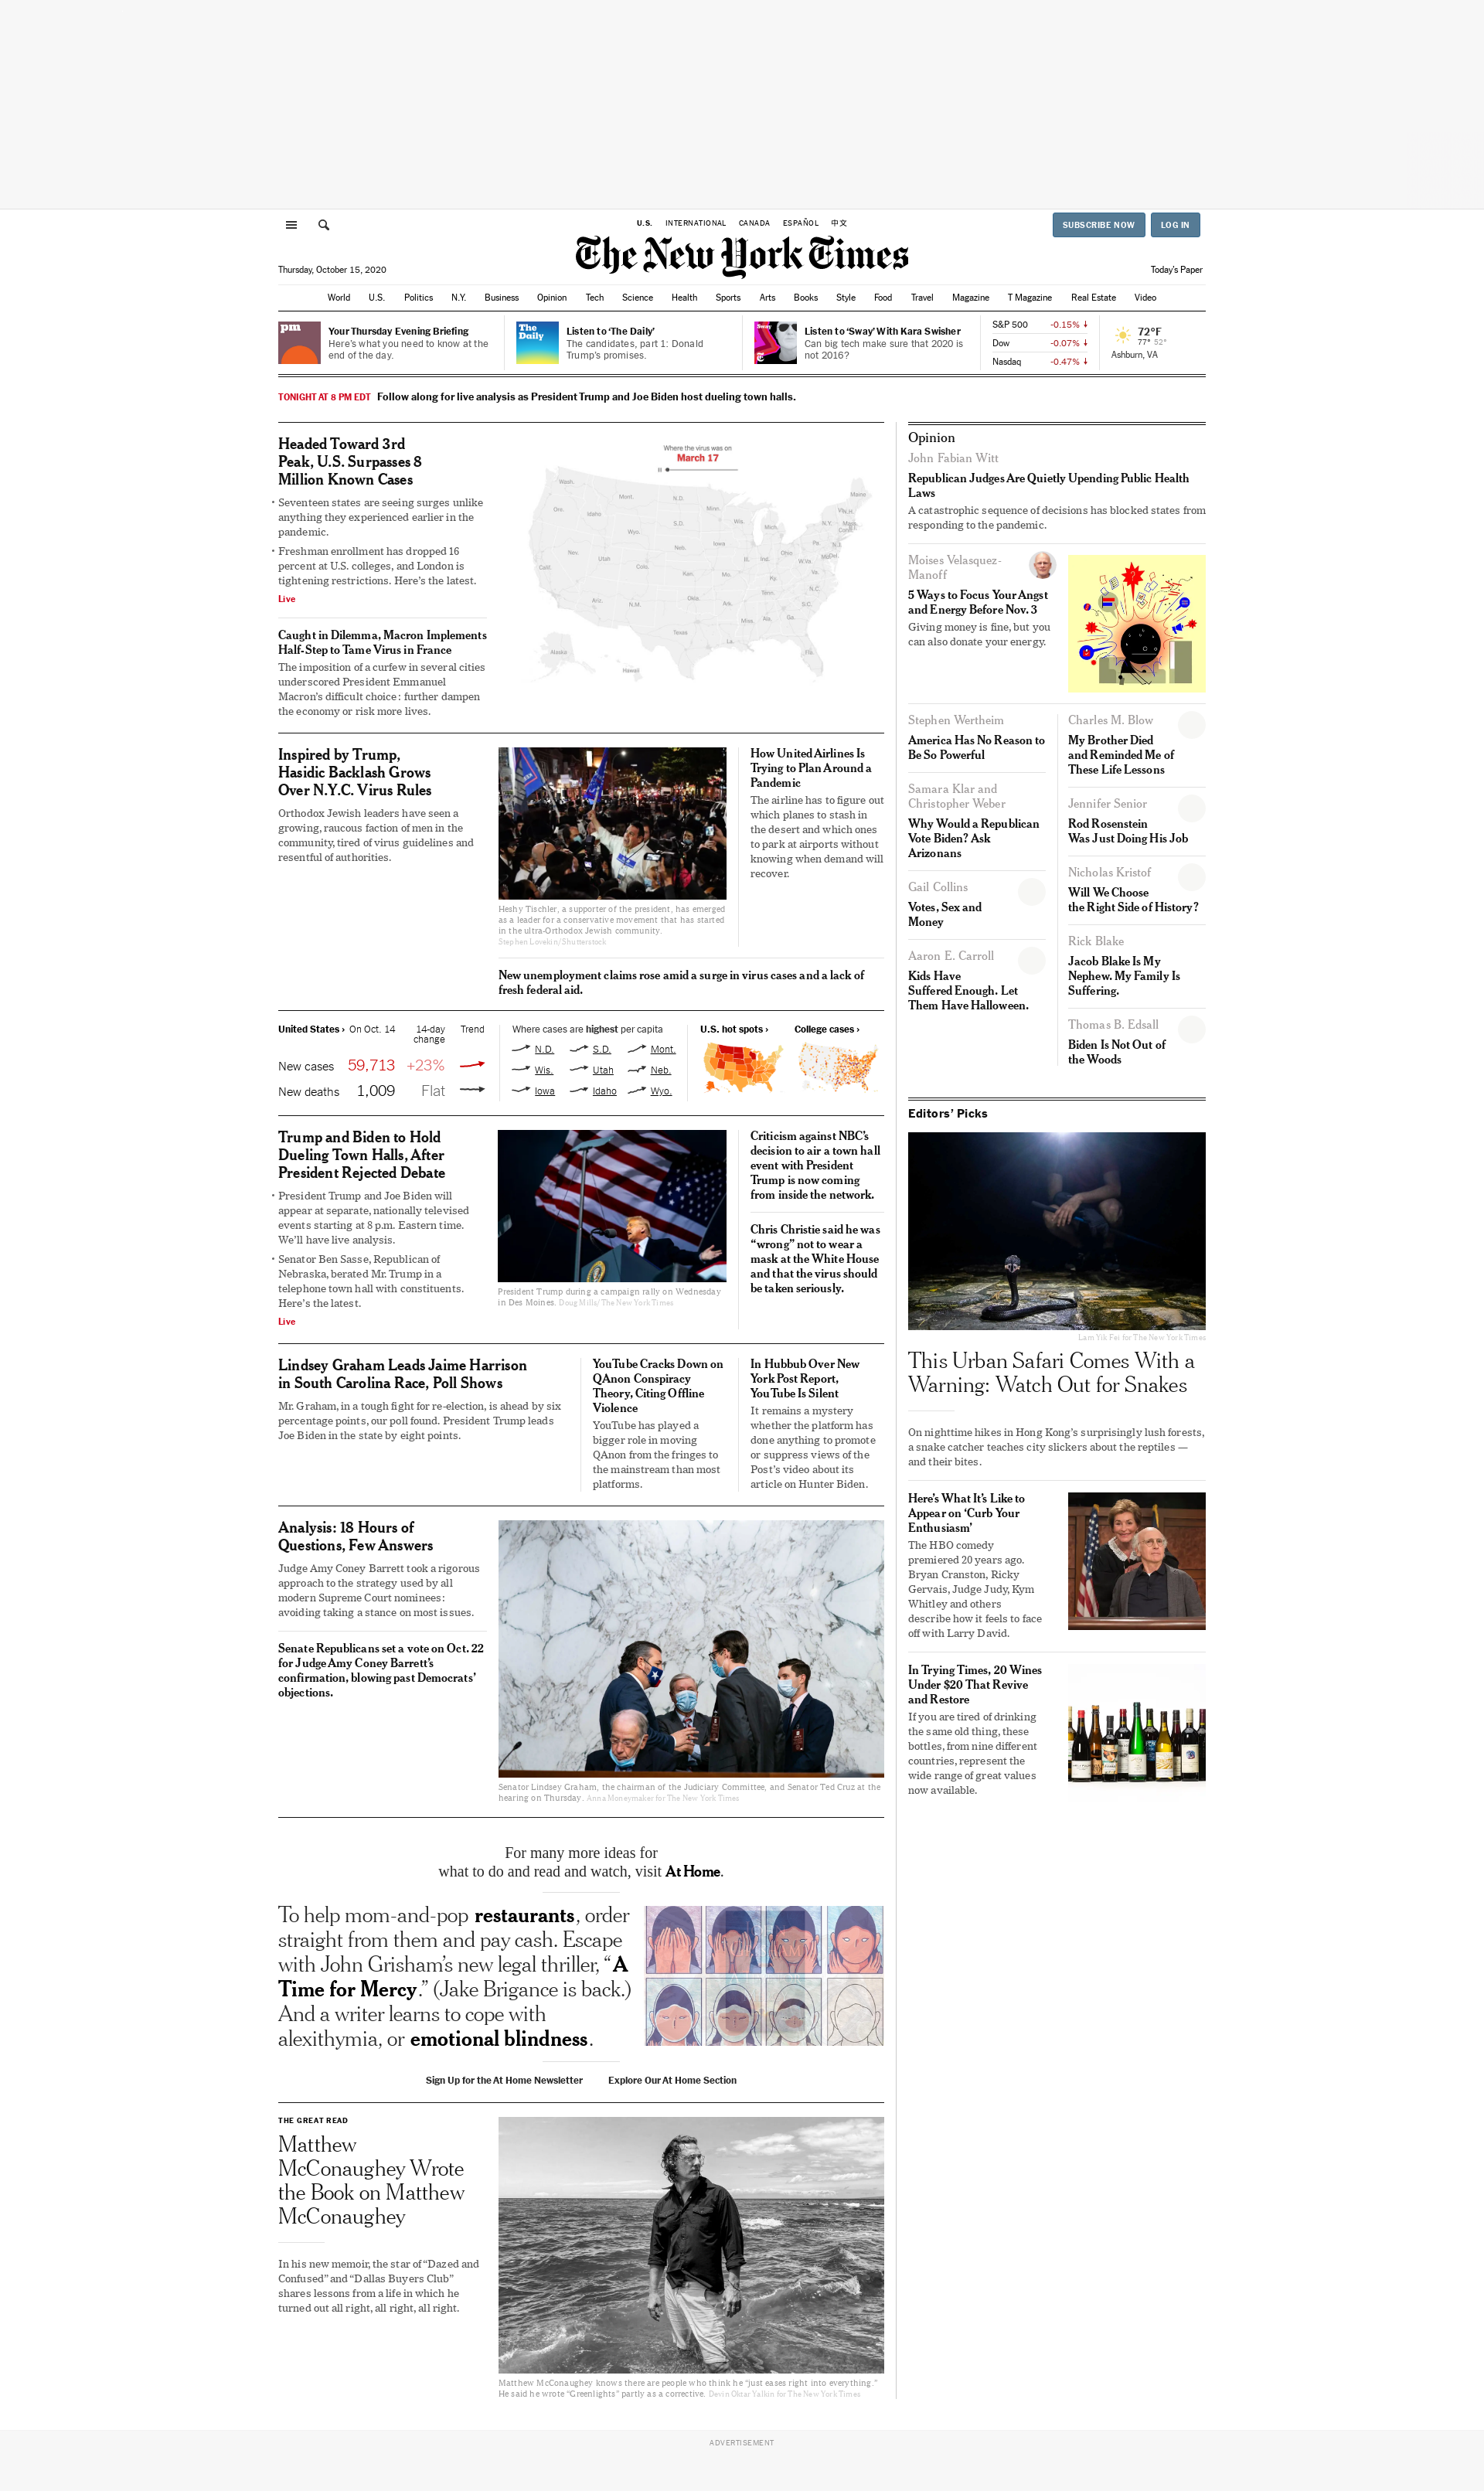 U.S. INTERNATIONAL CANADA ESPAÑOL 中文
SUBSCRIBE NOW LOG IN
The New York Times
Thursday, October 15, 2020
Today's Paper
World U.S. Politics N.Y. Business Opinion Tech Science Health Sports Arts Books Style Food Travel Magazine T Magazine Real Estate Video
pm
Your Thursday Evening Briefing
Here's what you need to know at the
end of the day.
The
Daily
Listen to 'The Daily'
The candidates, part 1: Donald
Trump's promises.
Sway
Listen to 'Sway' With Kara Swisher
Can big tech make sure that 2020 is
not 2016?
S&P 500 -0.15%
Dow -0.07%
Nasdaq -0.47%
72°F
77° 52°
Ashburn, VA
TONIGHT AT 8 PM EDT Follow along for live analysis as President Trump and Joe Biden host dueling town halls.
Headed Toward 3rd
Peak, U.S. Surpasses 8
Million Known Cases
• Seventeen states are seeing surges unlike
anything they experienced earlier in the
pandemic.
• Freshman enrollment has dropped 16
percent at U.S. colleges, and London is
tightening restrictions. Here's the latest.
Live
Caught in Dilemma, Macron Implements
Half-Step to Tame Virus in France
The imposition of a curfew in several cities
underscored President Emmanuel
Macron's difficult choice: further dampen
the economy or risk more lives.
Where the virus was on
March 17
Wash.
Mont.
N.D.
Minn.
Maine
Ore.
Idaho
S.D.
Wis.
Mich.
N.Y.
Wyo.
Neb.
Iowa
Pa.
Nev.
Utah
Colo.
Ill.
Ind.
Ohio
Calif.
Kan.
Mo.
Ky.
Va.
N.C.
Ariz.
N.M.
Okla.
Ark.
Tenn.
S.C.
Miss.
Ala.
Ga.
Texas
La.
Alaska
Hawaii
Fla.
Inspired by Trump,
Hasidic Backlash Grows
Over N.Y.C. Virus Rules
Orthodox Jewish leaders have seen a
growing, raucous faction of men in the
community, tired of virus guidelines and
resentful of authorities.
Heshy Tischler, a supporter of the president, has emerged
as a leader for a conservative movement that has started
in the ultra-Orthodox Jewish community.
Stephen Lovekin/Shutterstock
How United Airlines Is
Trying to Plan Around a
Pandemic
The airline has to figure out
which planes to stash in
the desert and which ones
to park at airports without
knowing when demand will
recover.
New unemployment claims rose amid a surge in virus cases and a lack of
fresh federal aid.
United States › On Oct. 14 14-day
change Trend
New cases 59,713 +23%
New deaths 1,009 Flat
Where cases are highest per capita
N.D. S.D. Mont.
Wis. Utah Neb.
Iowa Idaho Wyo.
U.S. hot spots › College cases ›
Trump and Biden to Hold
Dueling Town Halls, After
President Rejected Debate
• President Trump and Joe Biden will
appear at separate, nationally televised
events starting at 8 p.m. Eastern time.
We'll have live analysis.
• Senator Ben Sasse, Republican of
Nebraska, berated Mr. Trump in a
telephone town hall with constituents.
Here's the latest.
Live
President Trump during a campaign rally on Wednesday
in Des Moines. Doug Mills/The New York Times
Criticism against NBC's
decision to air a town hall
event with President
Trump is now coming
from inside the network.
Chris Christie said he was
“wrong” not to wear a
mask at the White House
and that the virus should
be taken seriously.
Lindsey Graham Leads Jaime Harrison
in South Carolina Race, Poll Shows
Mr. Graham, in a tough fight for re-election, is ahead by six
percentage points, our poll found. President Trump leads
Joe Biden in the state by eight points.
YouTube Cracks Down on
QAnon Conspiracy
Theory, Citing Offline
Violence
YouTube has played a
bigger role in moving
QAnon from the fringes to
the mainstream than most
platforms.
In Hubbub Over New
York Post Report,
YouTube Is Silent
It remains a mystery
whether the platform has
done anything to promote
or suppress views of the
Post's video about its
article on Hunter Biden.
Analysis: 18 Hours of
Questions, Few Answers
Judge Amy Coney Barrett took a rigorous
approach to the strategy used by all
modern Supreme Court nominees:
avoiding taking a stance on most issues.
Senate Republicans set a vote on Oct. 22
for Judge Amy Coney Barrett's
confirmation, blowing past Democrats'
objections.
Senator Lindsey Graham, the chairman of the Judiciary Committee, and Senator Ted Cruz at the
hearing on Thursday. Anna Moneymaker for The New York Times
For many more ideas for
what to do and read and watch, visit At Home.
To help mom-and-pop restaurants, order
straight from them and pay cash. Escape
with John Grisham's new legal thriller, “A
Time for Mercy.” (Jake Brigance is back.)
And a writer learns to cope with
alexithymia, or emotional blindness.
Sign Up for the At Home Newsletter Explore Our At Home Section
THE GREAT READ
Matthew
McConaughey Wrote
the Book on Matthew
McConaughey
In his new memoir, the star of “Dazed and
Confused” and “Dallas Buyers Club”
shares lessons from a life in which he
turned out all right, all right, all right.
Matthew McConaughey knows there are people who think he “just eases right into everything.”
He said he wrote “Greenlights” partly as a corrective. Devin Oktar Yalkin for The New York Times
Opinion
John Fabian Witt
Republican Judges Are Quietly Upending Public Health
Laws
A catastrophic sequence of decisions has blocked states from
responding to the pandemic.
Moises Velasquez-
Manoff
5 Ways to Focus Your Angst
and Energy Before Nov. 3
Giving money is fine, but you
can also donate your energy.
Stephen Wertheim
America Has No Reason to
Be So Powerful
Samara Klar and
Christopher Weber
Why Would a Republican
Vote Biden? Ask
Arizonans
Gail Collins
Votes, Sex and
Money
Aaron E. Carroll
Kids Have
Suffered Enough. Let
Them Have Halloween.
Charles M. Blow
My Brother Died
and Reminded Me of
These Life Lessons
Jennifer Senior
Rod Rosenstein
Was Just Doing His Job
Nicholas Kristof
Will We Choose
the Right Side of History?
Rick Blake
Jacob Blake Is My
Nephew. My Family Is
Suffering.
Thomas B. Edsall
Biden Is Not Out of
the Woods
Editors' Picks
Lam Yik Fei for The New York Times
This Urban Safari Comes With a
Warning: Watch Out for Snakes
On nighttime hikes in Hong Kong's surprisingly lush forests,
a snake catcher teaches city slickers about the reptiles —
and their bites.
Here's What It's Like to
Appear on 'Curb Your
Enthusiasm'
The HBO comedy
premiered 20 years ago.
Bryan Cranston, Ricky
Gervais, Judge Judy, Kym
Whitley and others
describe how it feels to face
off with Larry David.
In Trying Times, 20 Wines
Under $20 That Revive
and Restore
If you are tired of drinking
the same old thing, these
bottles, from nine different
countries, represent the
wide range of great values
now available.
ADVERTISEMENT